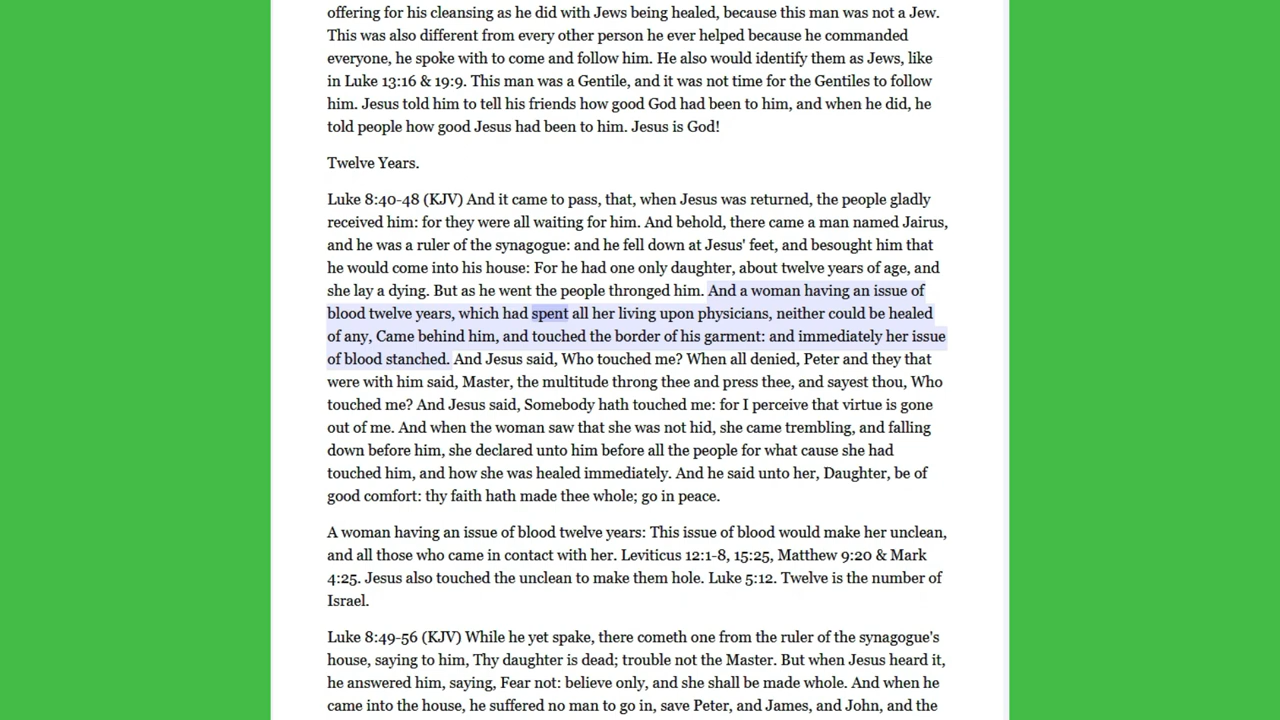 offering for his cleansing as he did with Jews being healed, because this man was not a Jew.
This was also different from every other person he ever helped because he commanded
everyone, he spoke with to come and follow him. He also would identify them as Jews, like
in Luke 13:16 & 19:9. This man was a Gentile, and it was not time for the Gentiles to follow
him. Jesus told him to tell his friends how good God had been to him, and when he did, he
told people how good Jesus had been to him. Jesus is God!
Twelve Years.
Luke 8:40-48 (KJV) And it came to pass, that, when Jesus was returned, the people gladly
received him: for they were all waiting for him. And behold, there came a man named Jairus,
and he was a ruler of the synagogue: and he fell down at Jesus' feet, and besought him that
he would come into his house: For he had one only daughter, about twelve years of age, and
she lay a dying. But as he went the people thronged him. And a woman having an issue of
blood twelve years, which had spent all her living upon physicians, neither could be healed
of any, Came behind him, and touched the border of his garment: and immediately her issue
of blood stanched. And Jesus said, Who touched me? When all denied, Peter and they that
were with him said, Master, the multitude throng thee and press thee, and sayest thou, Who
touched me? And Jesus said, Somebody hath touched me: for I perceive that virtue is gone
out of me. And when the woman saw that she was not hid, she came trembling, and falling
down before him, she declared unto him before all the people for what cause she had
touched him, and how she was healed immediately. And he said unto her, Daughter, be of
good comfort: thy faith hath made thee whole; go in peace.
A woman having an issue of blood twelve years: This issue of blood would make her unclean,
and all those who came in contact with her. Leviticus 12:1-8, 15:25, Matthew 9:20 & Mark
4:25. Jesus also touched the unclean to make them hole. Luke 5:12. Twelve is the number of
Israel.
Luke 8:49-56 (KJV) While he yet spake, there cometh one from the ruler of the synagogue's
house, saying to him, Thy daughter is dead; trouble not the Master. But when Jesus heard it,
he answered him, saying, Fear not: believe only, and she shall be made whole. And when he
came into the house, he suffered no man to go in, save Peter, and James, and John, and the